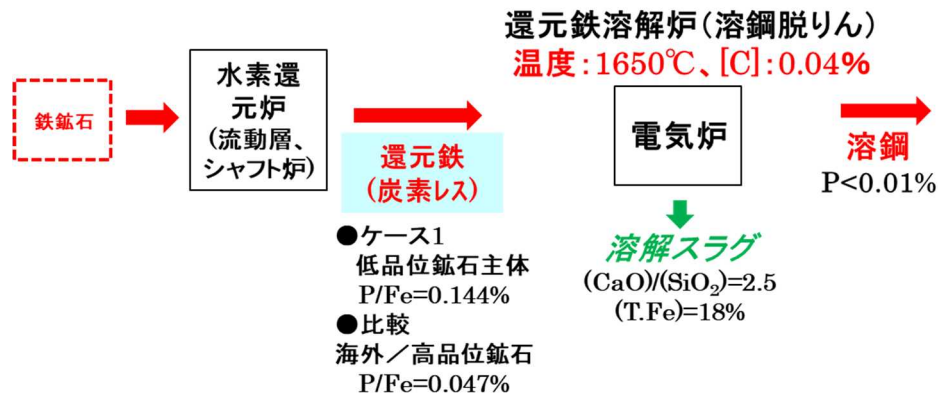 還元鉄溶解炉(溶鋼脱りん)
温度:1650℃、[C]:0.04%
鉄鉱石
水素還
元炉
(流動層、
シャフト炉)
還元鉄
(炭素レス)
●ケース1
低品位鉱石主体
P/Fe=0.144%
●比較
海外/高品位鉱石
P/Fe=0.047%
電気炉
溶解スラグ
(CaO)/(SiO₂)=2.5
(T.Fe)=18%
溶鋼
P<0.01%